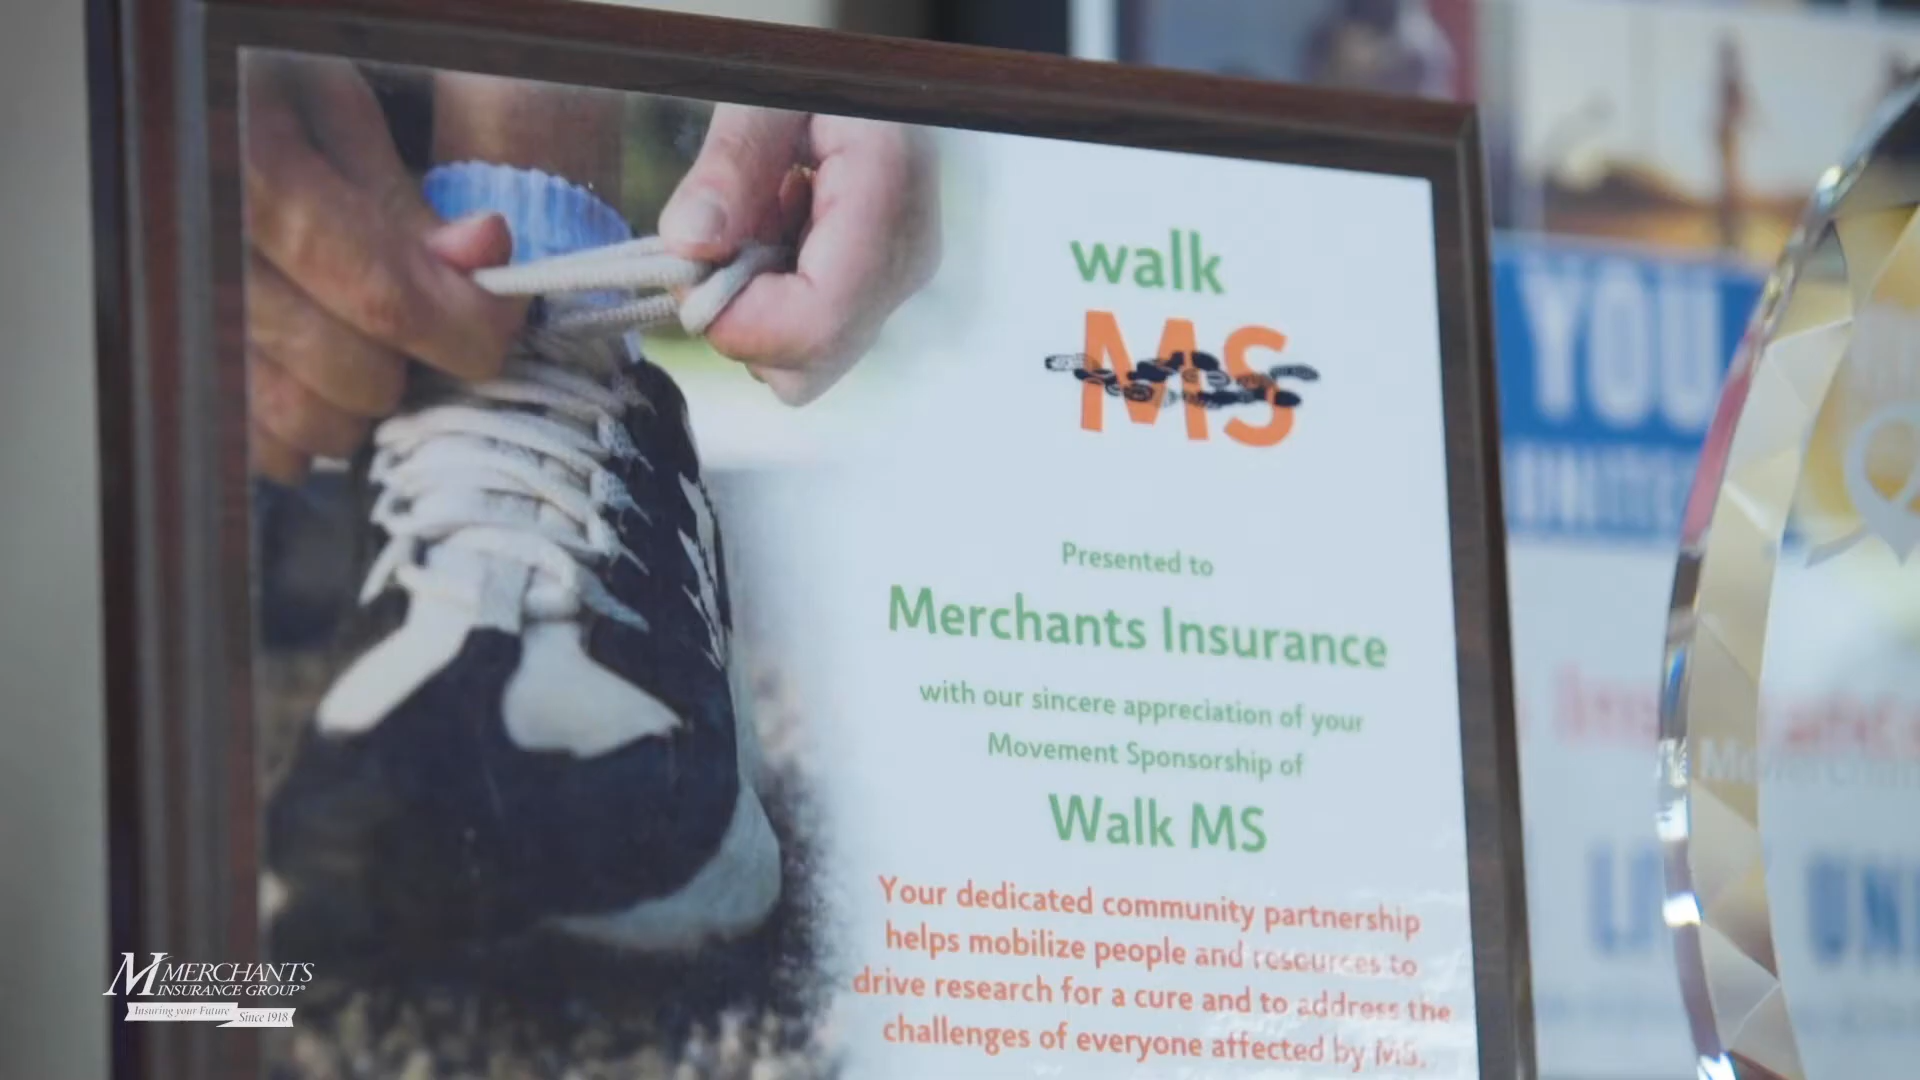 walk
MS
Presented to
Merchants Insurance
with our sincere appreciation of your
Movement Sponsorship of
Walk MS
Your dedicated community partnership
helps mobilize people and resources to
drive research for a cure and to address the
challenges of everyone affected by MS.
YOU
UNITE
MERCHANTS
INSURANCE GROUP®
Insuring your Future
Since 1918